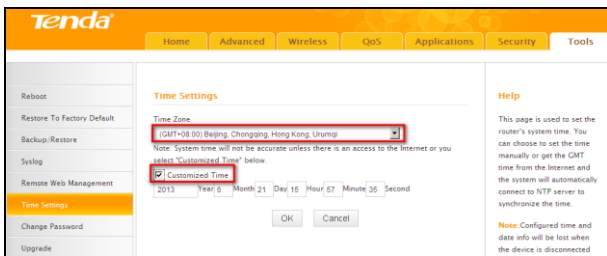 Tenda
Home Advanced Wireless QoS Applications Security Tools
Reboot
Restore To Factory Default
Backup/Restore
Syslog
Remote Web Management
Time Settings
Change Password
Upgrade
Time Settings
Time Zone
(GMT+08:00) Beijing, Chongqing, Hong Kong, Urumqi
Note: System time will not be accurate unless there is an access to the Internet or you
select "Customized Time" below.
Customized Time
2013 Year 6 Month 21 Day 15 Hour 57 Minute 35 Second
OK Cancel
Help
This page is used to set the
router's system time. You
can choose to set the time
manually or get the GMT
time from the Internet and
the system will automatically
connect to NTP server to
synchronize the time.
Note: Configured time and
date info will be lost when
the device is disconnected